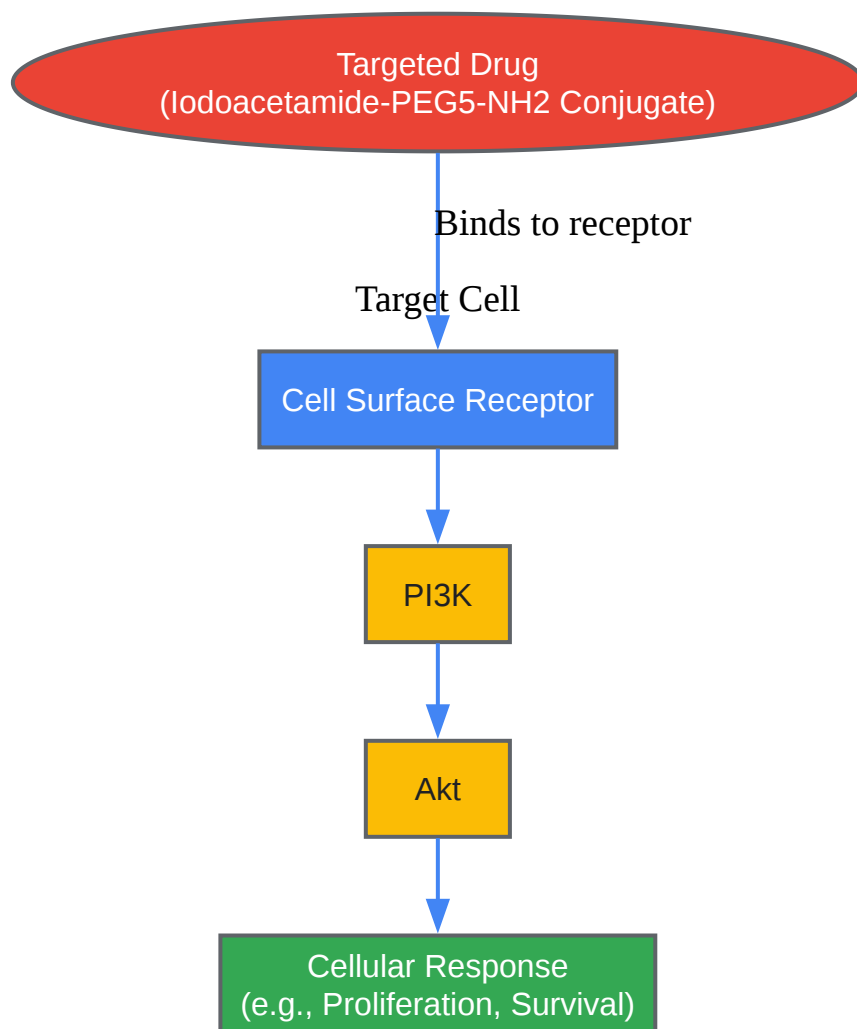 Targeted Drug
(Iodoacetamide-PEG5-NH2 Conjugate)
Binds to receptor
Target Cell
Cell Surface Receptor
PI3K
Akt
Cellular Response
(e.g., Proliferation, Survival)